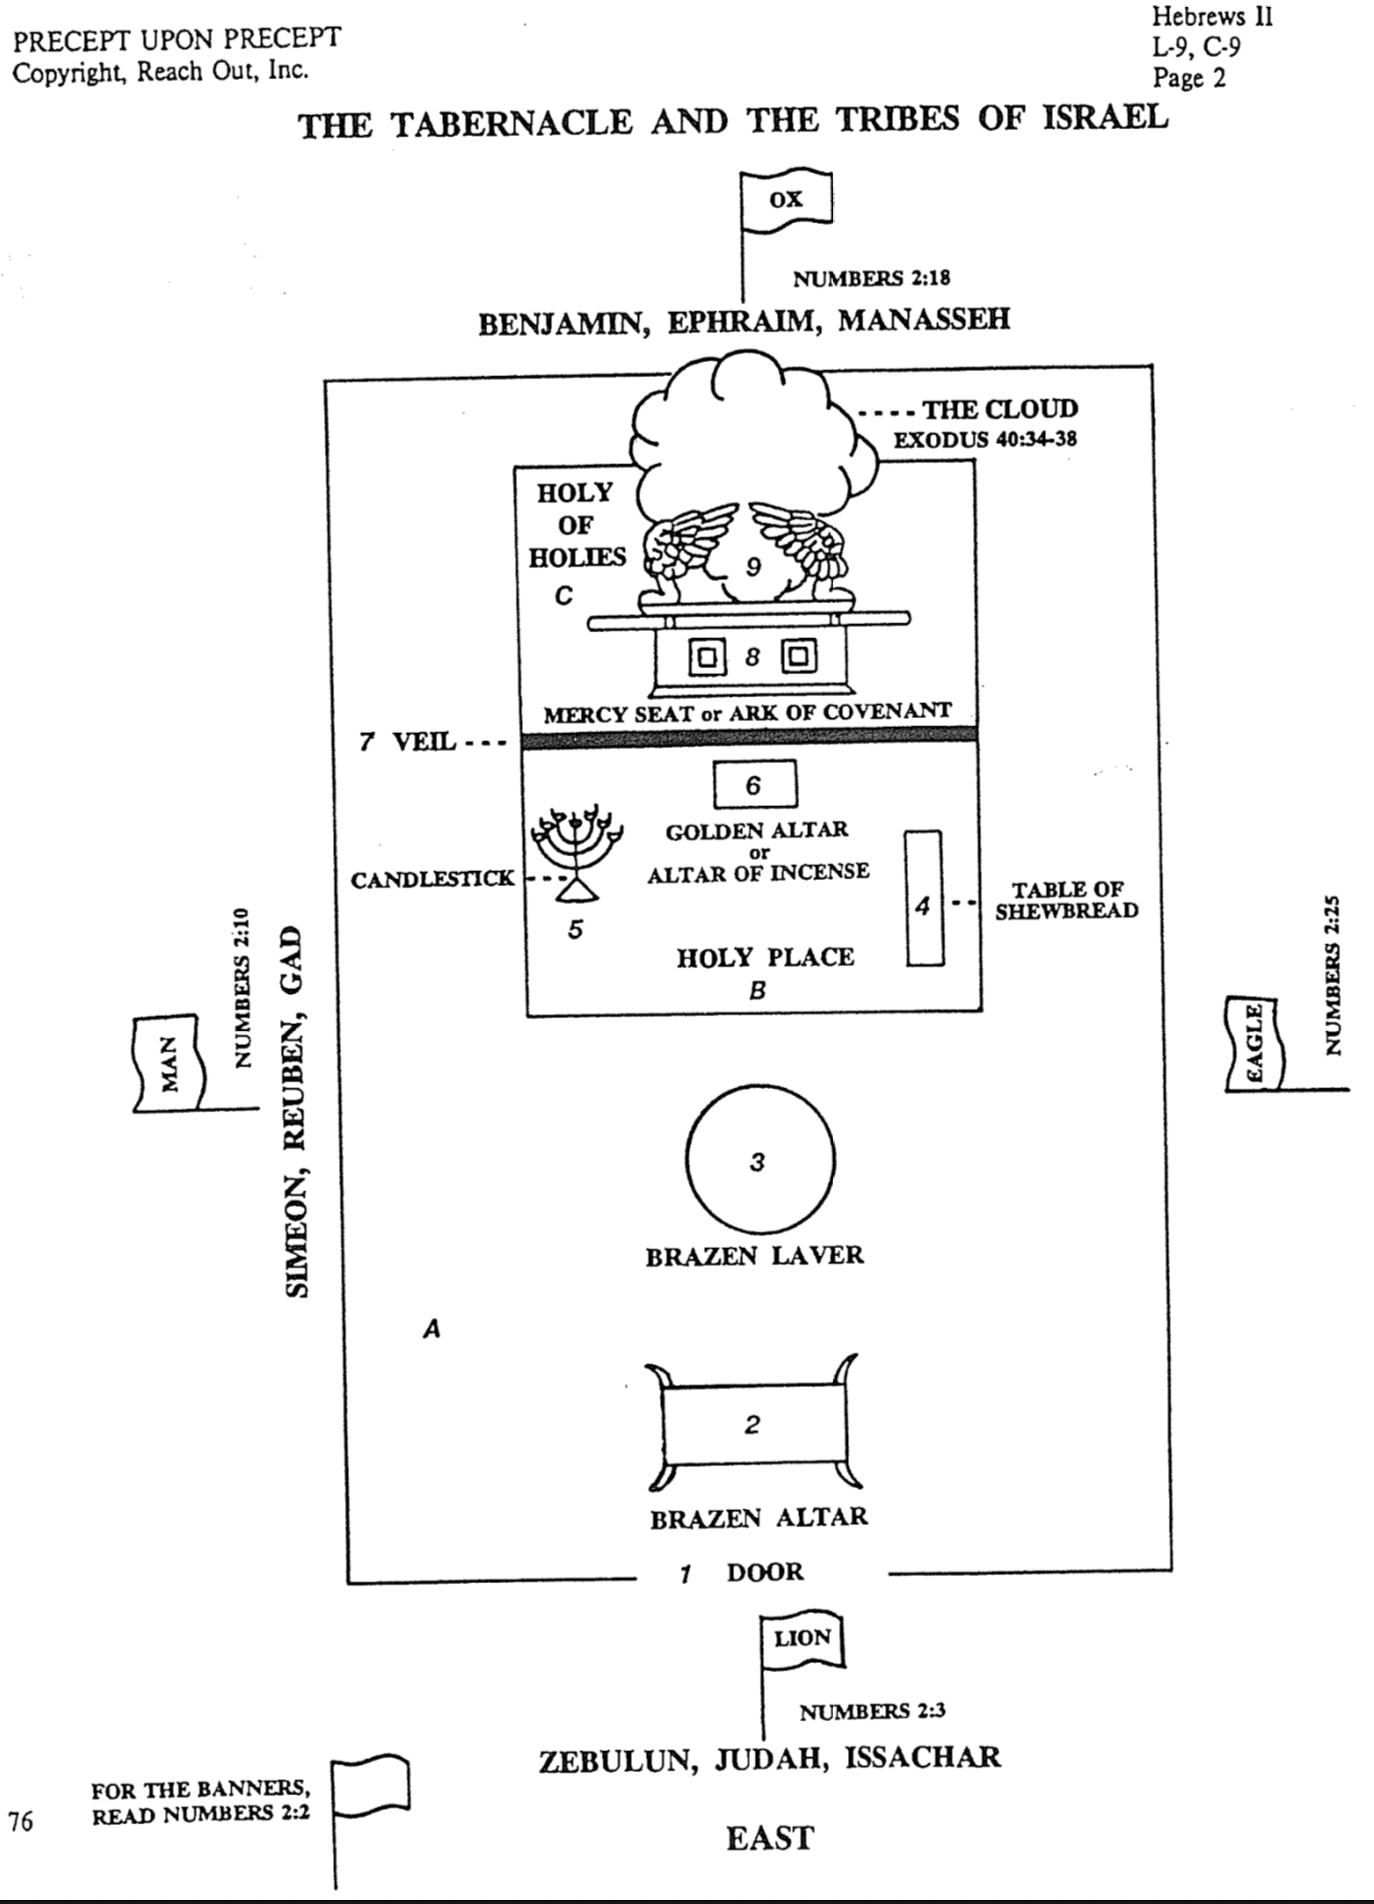 PRECEPT UPON PRECEPT
Copyright, Reach Out, Inc.
Hebrews II
L-9, C-9
Page 2
THE TABERNACLE AND THE TRIBES OF ISRAEL
OX
NUMBERS 2:18
BENJAMIN, EPHRAIM, MANASSEH
THE CLOUD
EXODUS 40:34-38
HOLY
OF
HOLIES
C
9
8
MERCY SEAT or ARK OF COVENANT
7 VEIL
6
GOLDEN ALTAR
or
ALTAR OF INCENSE
CANDLESTICK
5
4
TABLE OF
SHEWBREAD
HOLY PLACE
B
MAN
NUMBERS 2:10
SIMEON, REUBEN, GAD
EAGLE
NUMBERS 2:25
3
BRAZEN LAVER
A
2
BRAZEN ALTAR
1 DOOR
LION
NUMBERS 2:3
ZEBULUN, JUDAH, ISSACHAR
FOR THE BANNERS,
READ NUMBERS 2:2
76
EAST